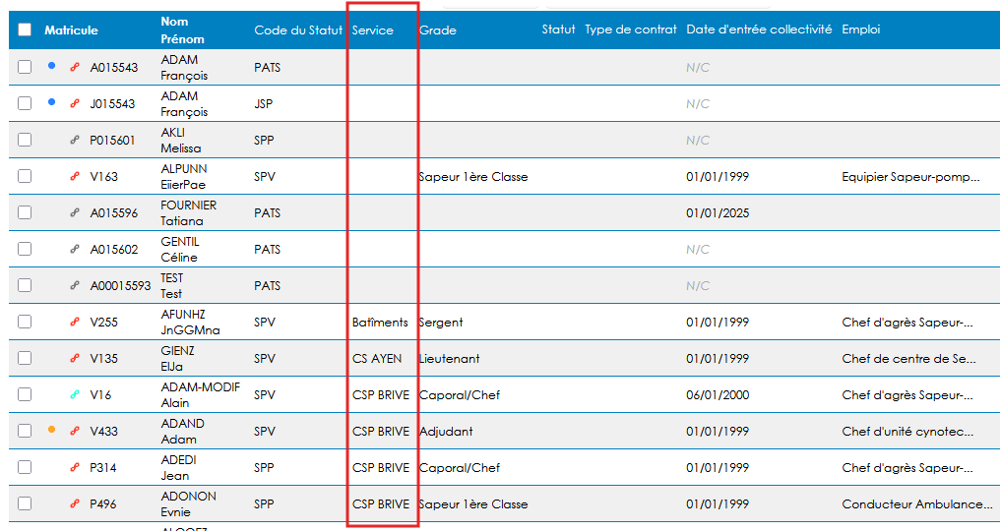 Matricule Nom Prénom Code du Statut Service Grade Statut Type de contrat Date d'entrée collectivité Emploi
A015543 ADAM François PATS N/C
J015543 ADAM François JSP N/C
P015601 AKLI Melissa SPP N/C
V163 ALPUNN EiierPae SPV Sapeur 1ère Classe 01/01/1999 Equipier Sapeur-pomp...
A015596 FOURNIER Tatiana PATS 01/01/2025
A015602 GENTIL Céline PATS N/C
A00015593 TEST Test PATS N/C
V255 AFUNHZ JnGGMna SPV Batîments Sergent 01/01/1999 Chef d'agrès Sapeur-...
V135 GIENZ ElJa SPV CS AYEN Lieutenant 01/01/1999 Chef de centre de Se...
V16 ADAM-MODIF Alain SPV CSP BRIVE Caporal/Chef 06/01/2000 Chef d'agrès Sapeur-...
V433 ADAND Adam SPV CSP BRIVE Adjudant 01/01/1999 Chef d'unité cynotec...
P314 ADEDI Jean SPP CSP BRIVE Caporal/Chef 01/01/1999 Chef d'agrès Sapeur-...
P496 ADONON Evnie SPP CSP BRIVE Sapeur 1ère Classe 01/01/1999 Conducteur Ambulance...